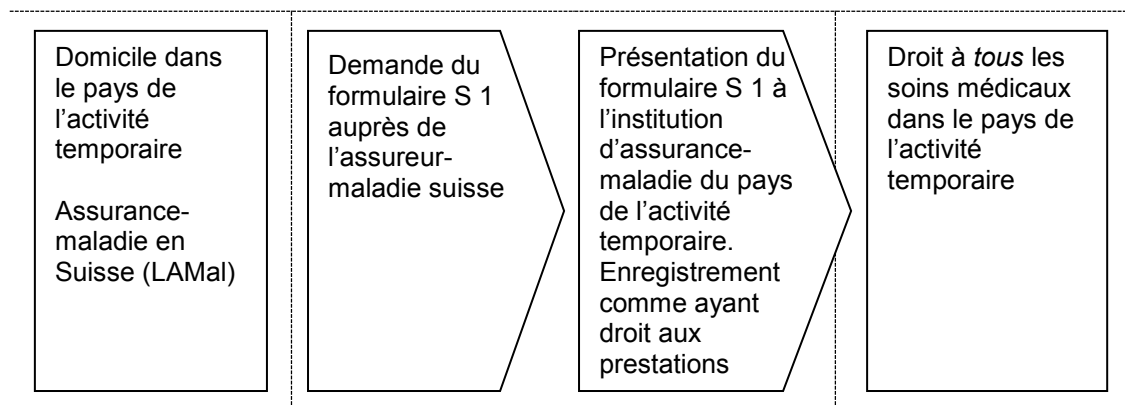 Domicile dans
le pays de
l’activité
temporaire
Assurance-
maladie en
Suisse (LAMal)
Demande du
formulaire S 1
auprès de
l’assureur-
maladie suisse
Présentation du
formulaire S 1 à
l’institution
d’assurance-
maladie du pays
de l’activité
temporaire.
Enregistrement
comme ayant
droit aux
prestations
Droit à tous les
soins médicaux
dans le pays de
l’activité
temporaire